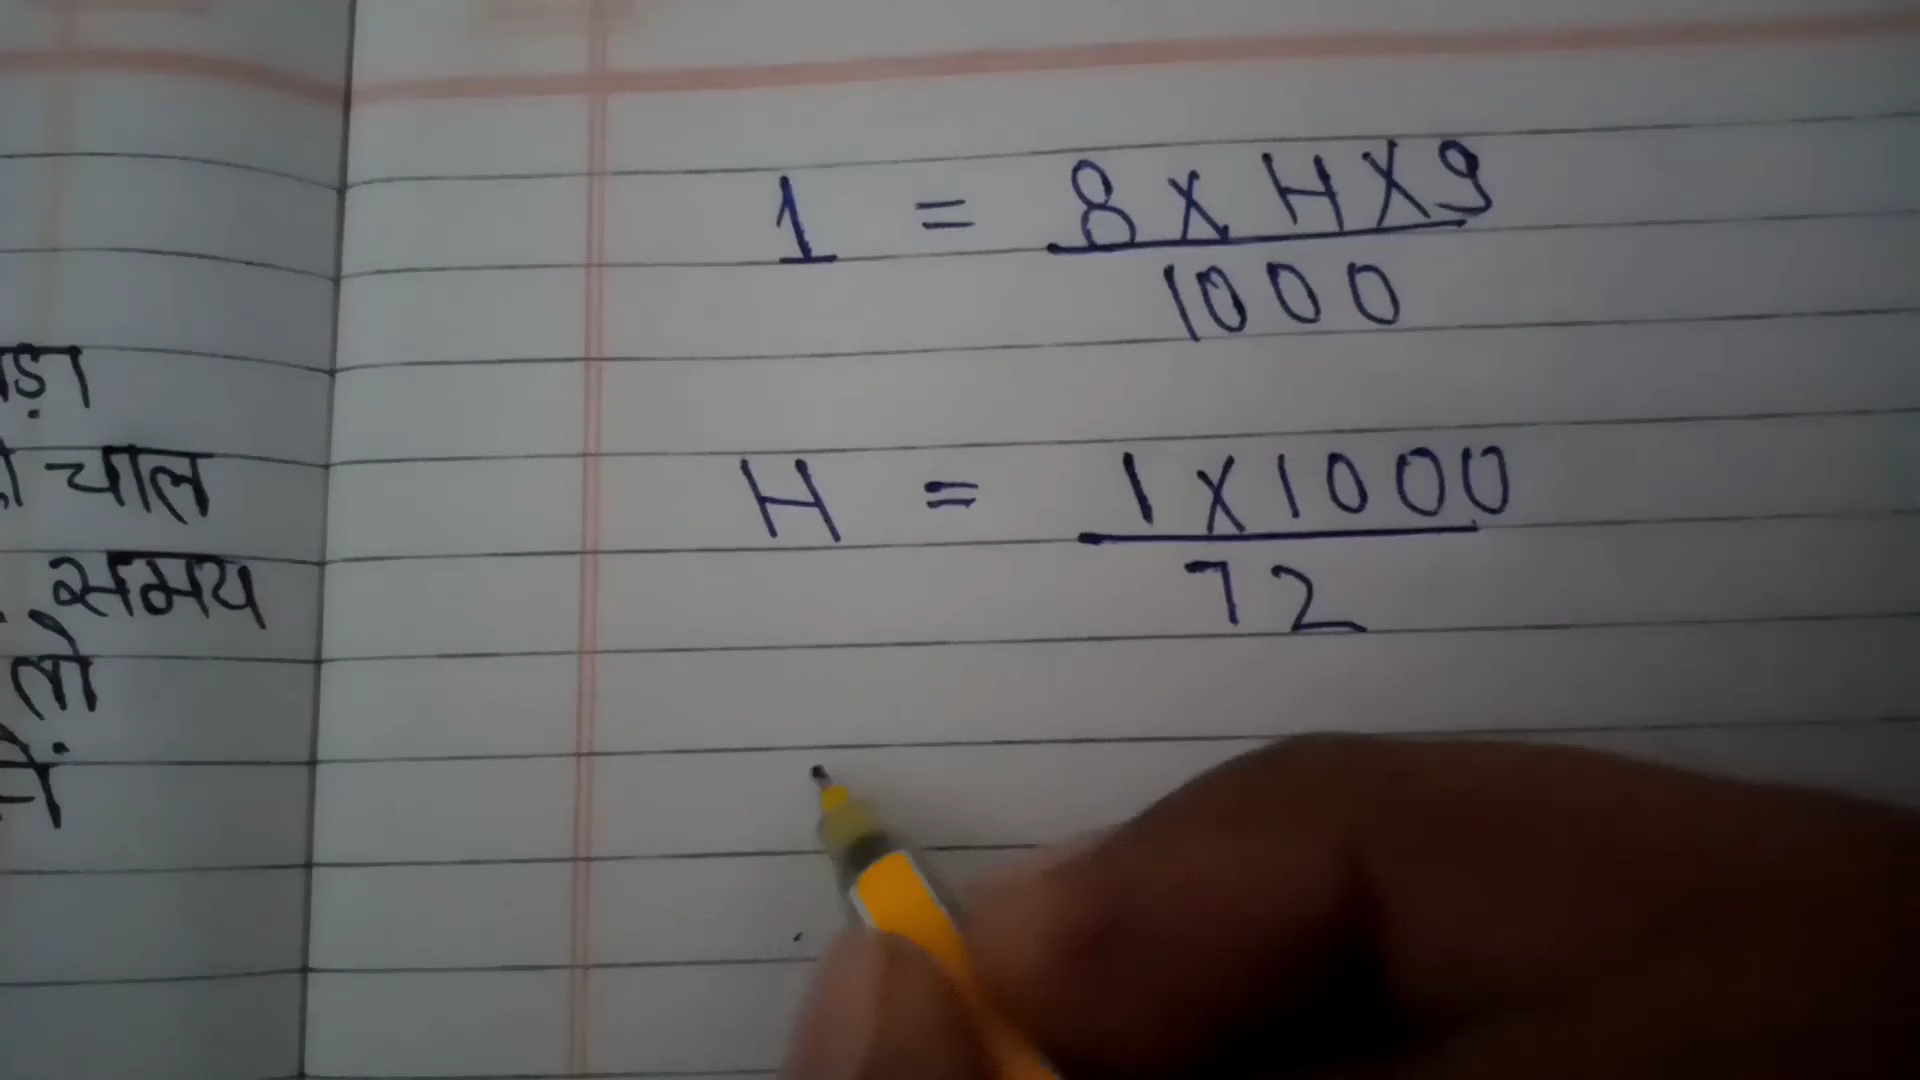 चाल
समय
तो
1 = 8 X H X 9
1000
H = 1 X 1000
72